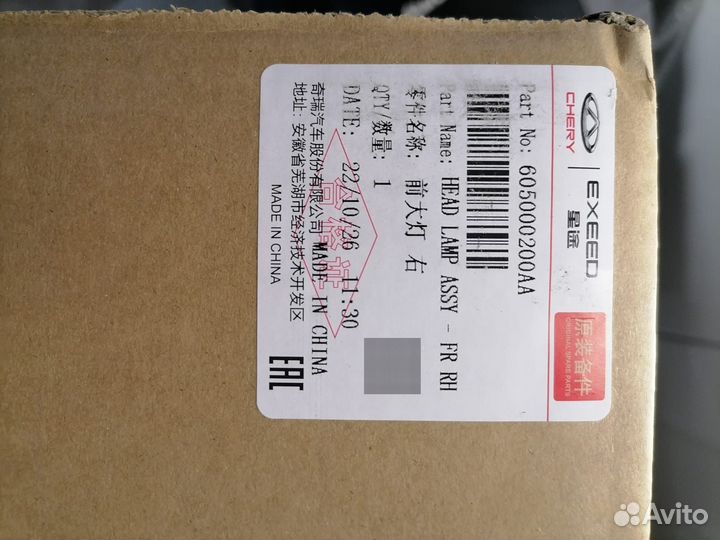 CHERY
EXEED
星途
原装备件
ORIGINAL SPARE PARTS
Part No: 605000200AA
Part Name: HEAD LAMP ASSY - FR RH
零件名称: 前大灯 右
QTY/数量: 1
DATE: 22/10/26 11:30
合格证
奇瑞汽车股份有限公司 MADE IN CHINA
地址: 安徽省芜湖市经济技术开发区
MADE IN CHINA
EAC
Avito